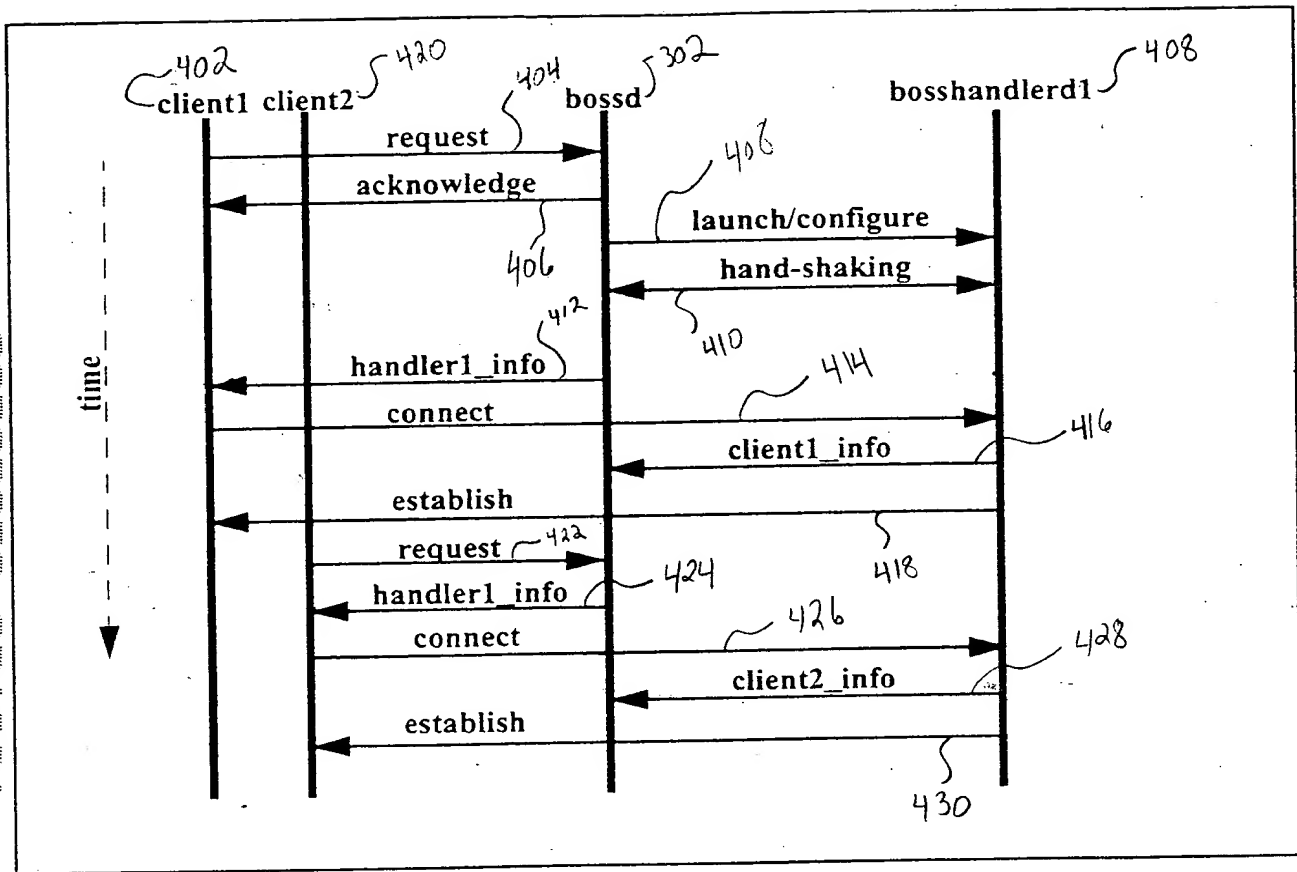 402 420 404 302 408
client1 client2 bossd bosshandlerd1
request
408
acknowledge
launch/configure
406
hand-shaking
412
410
handler1_info
414
time
connect
416
client1_info
establish
request 422
418
handler1_info 424
426
connect
428
client2_info
establish
430